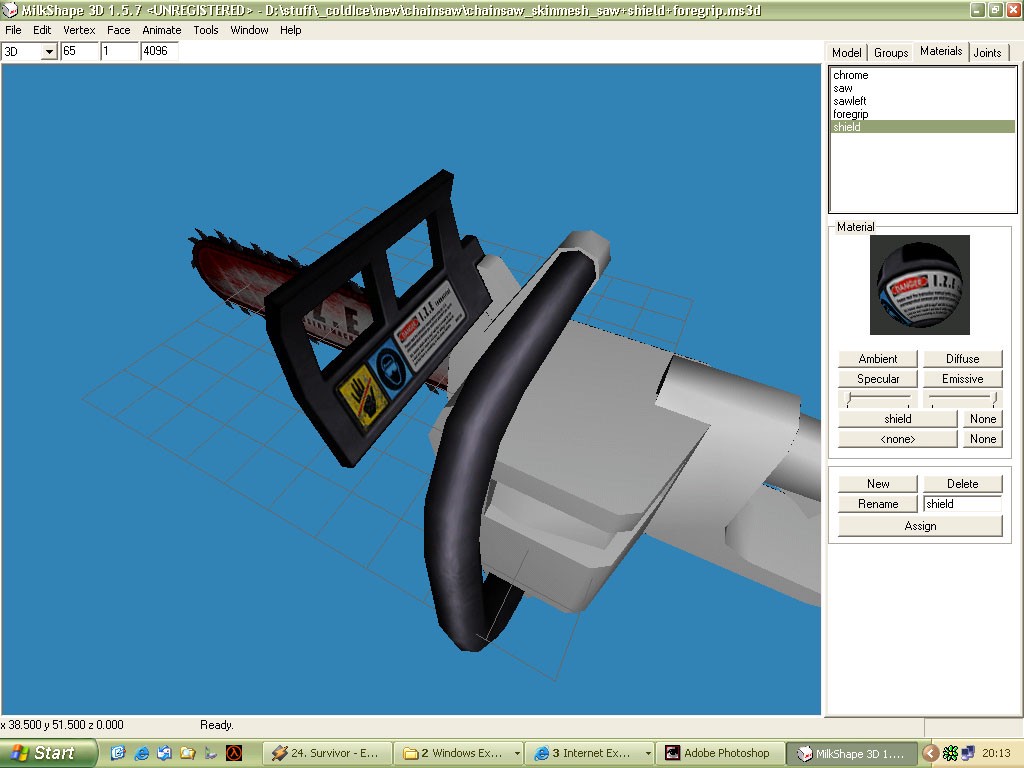 MilkShape 3D 1.5.7 <UNREGISTERED> - D:\stuff\_coldIce\new\chainsaw\chainsaw_skinmesh_saw+shield+foregrip.ms3d
File Edit Vertex Face Animate Tools Window Help
3D 65 1 4096
Model Groups Materials Joints
chrome
saw
sawleft
foregrip
shield
Material
DANGER I.Z.E
Ambient Diffuse
Specular Emissive
shield None
<none> None
New Delete
Rename shield
Assign
Z.E
DANGER I.Z.E
x 38.500 y 51.500 z 0.000 Ready.
Start 24. Survivor - E... 2 Windows Ex... 3 Internet Ex... Adobe Photoshop MilkShape 3D 1.... 20:13